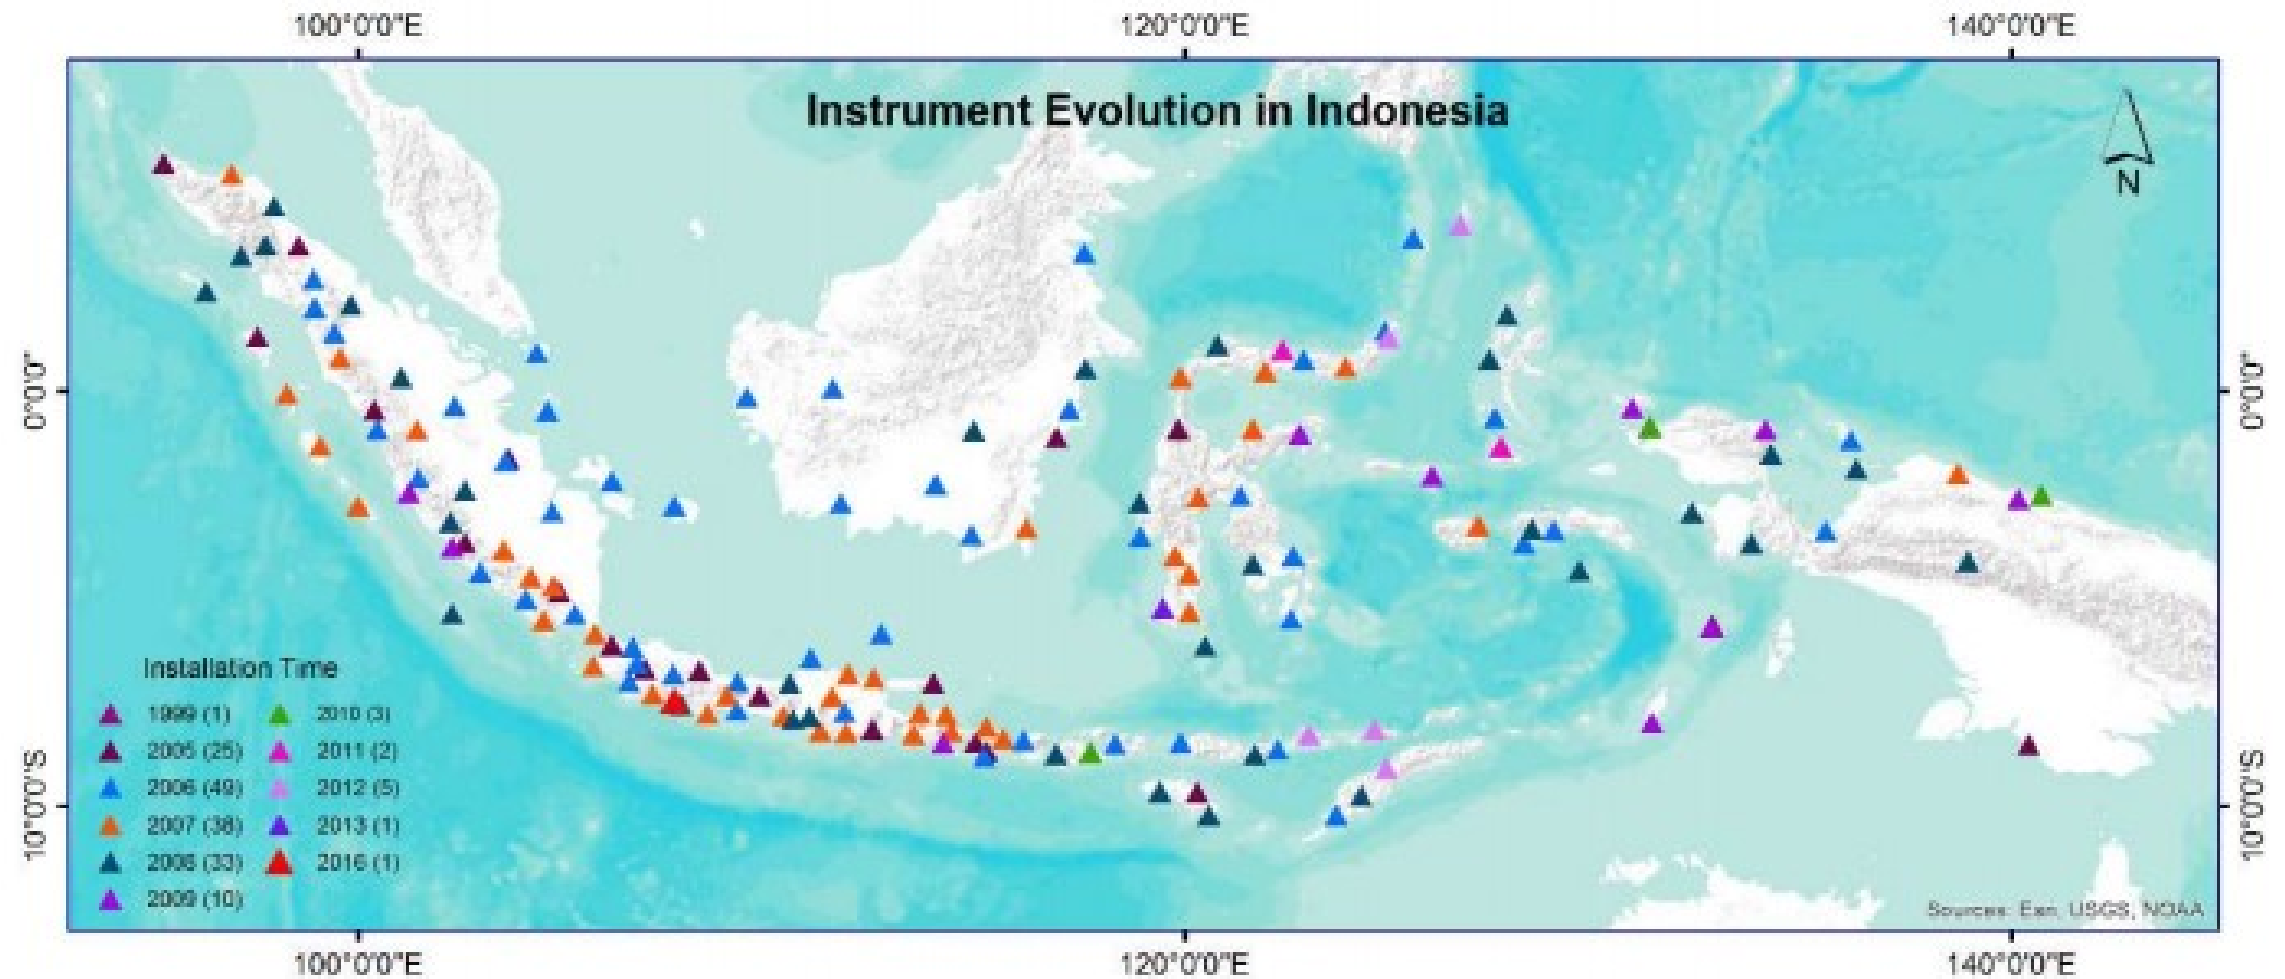 100°0'0"E 120°0'0"E 140°0'0"E
Instrument Evolution in Indonesia
N
0°0'0" 0°0'0"
Installation Time
1999 (1) 2010 (3)
2005 (25) 2011 (2)
2006 (49) 2012 (5)
2007 (38) 2013 (1)
2008 (33) 2016 (1)
2009 (10)
10°0'0"S 10°0'0"S
Sources: Esri, USGS, NOAA
100°0'0"E 120°0'0"E 140°0'0"E